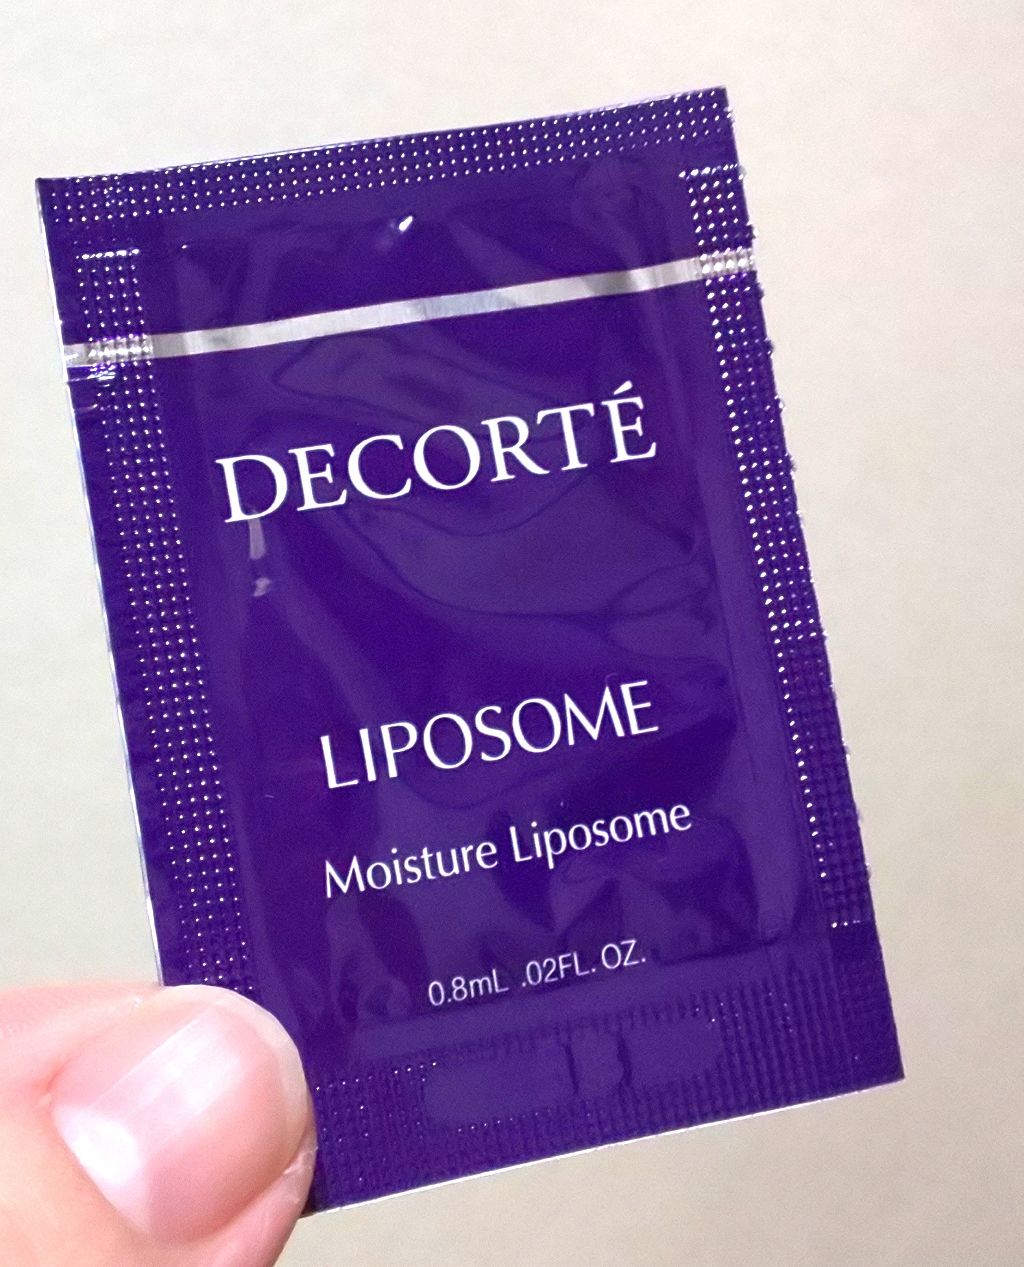 DECORTÉ
LIPOSOME
Moisture Liposome
0.8mL .02FL. OZ.